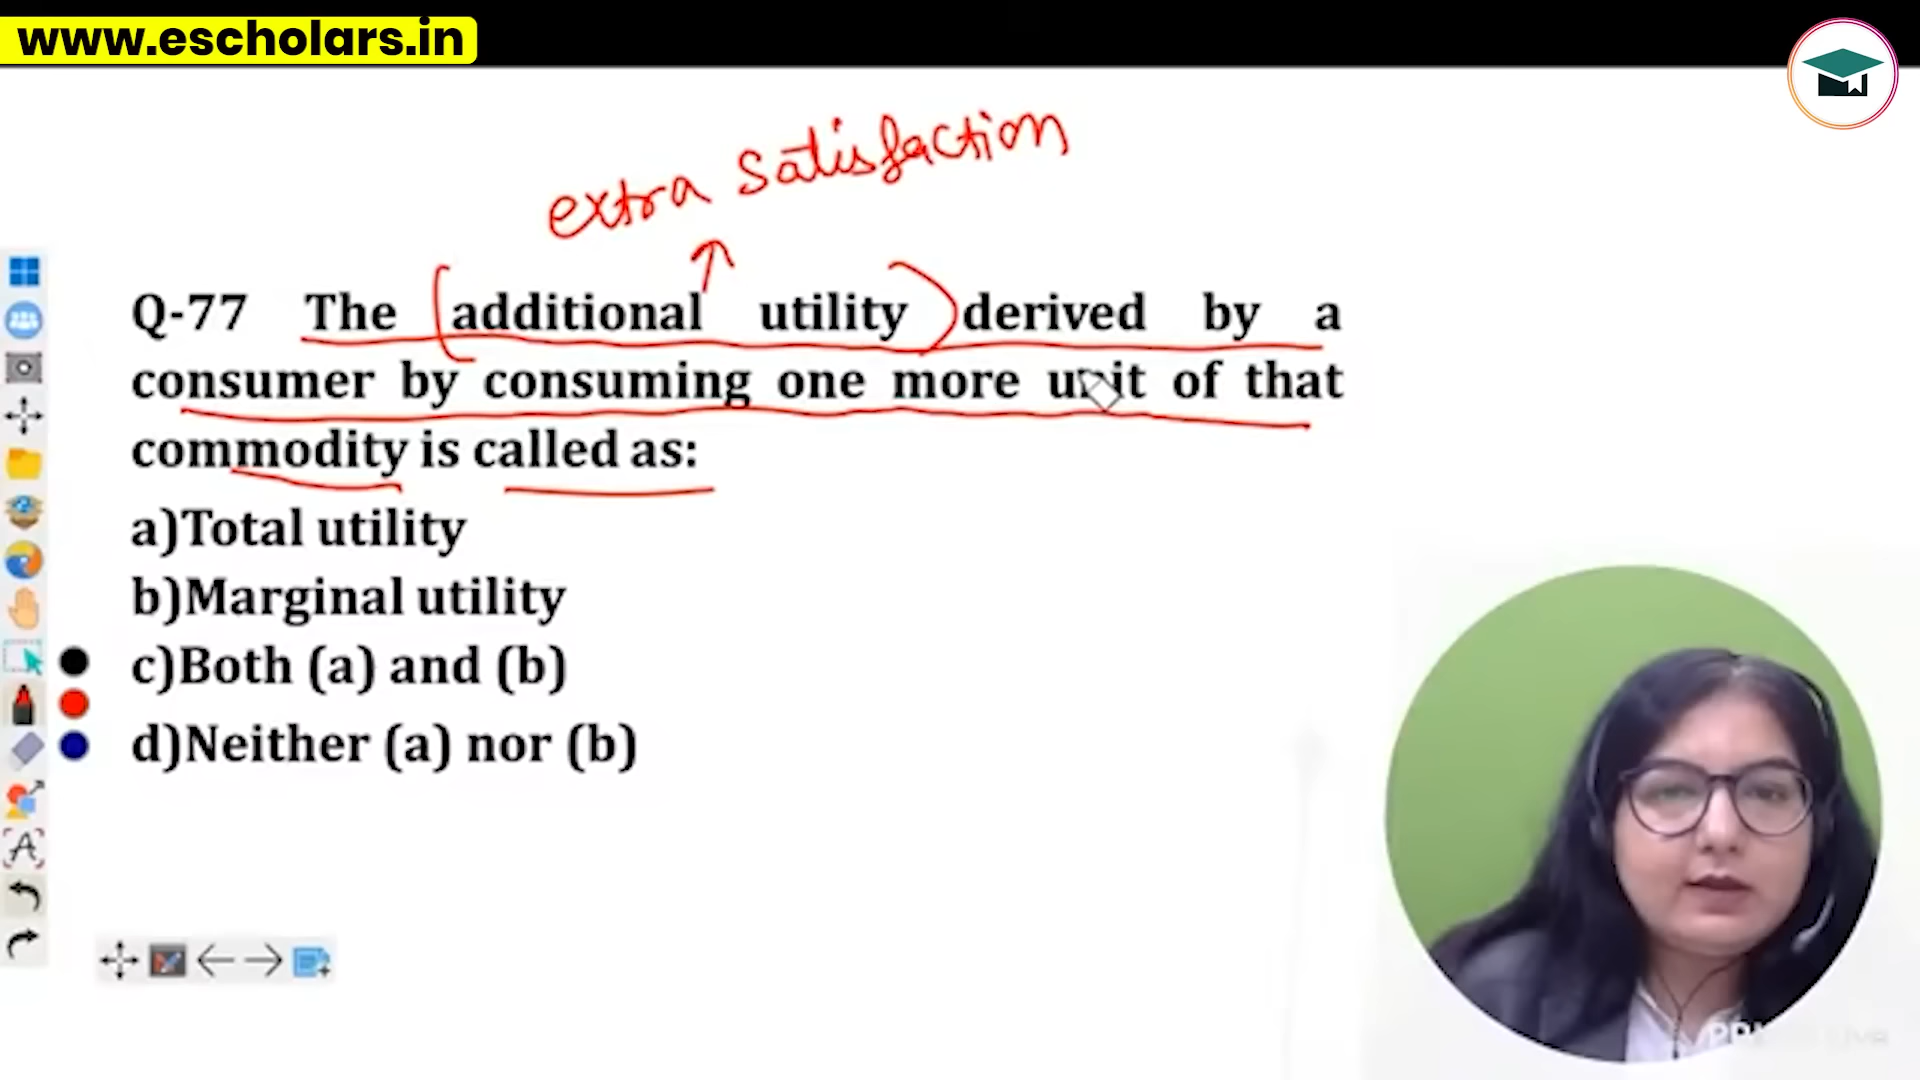 www.escholars.in
extra satisfaction
Q-77 The (additional utility) derived by a
consumer by consuming one more unit of that
commodity is called as:
a)Total utility
b)Marginal utility
c)Both (a) and (b)
d)Neither (a) nor (b)